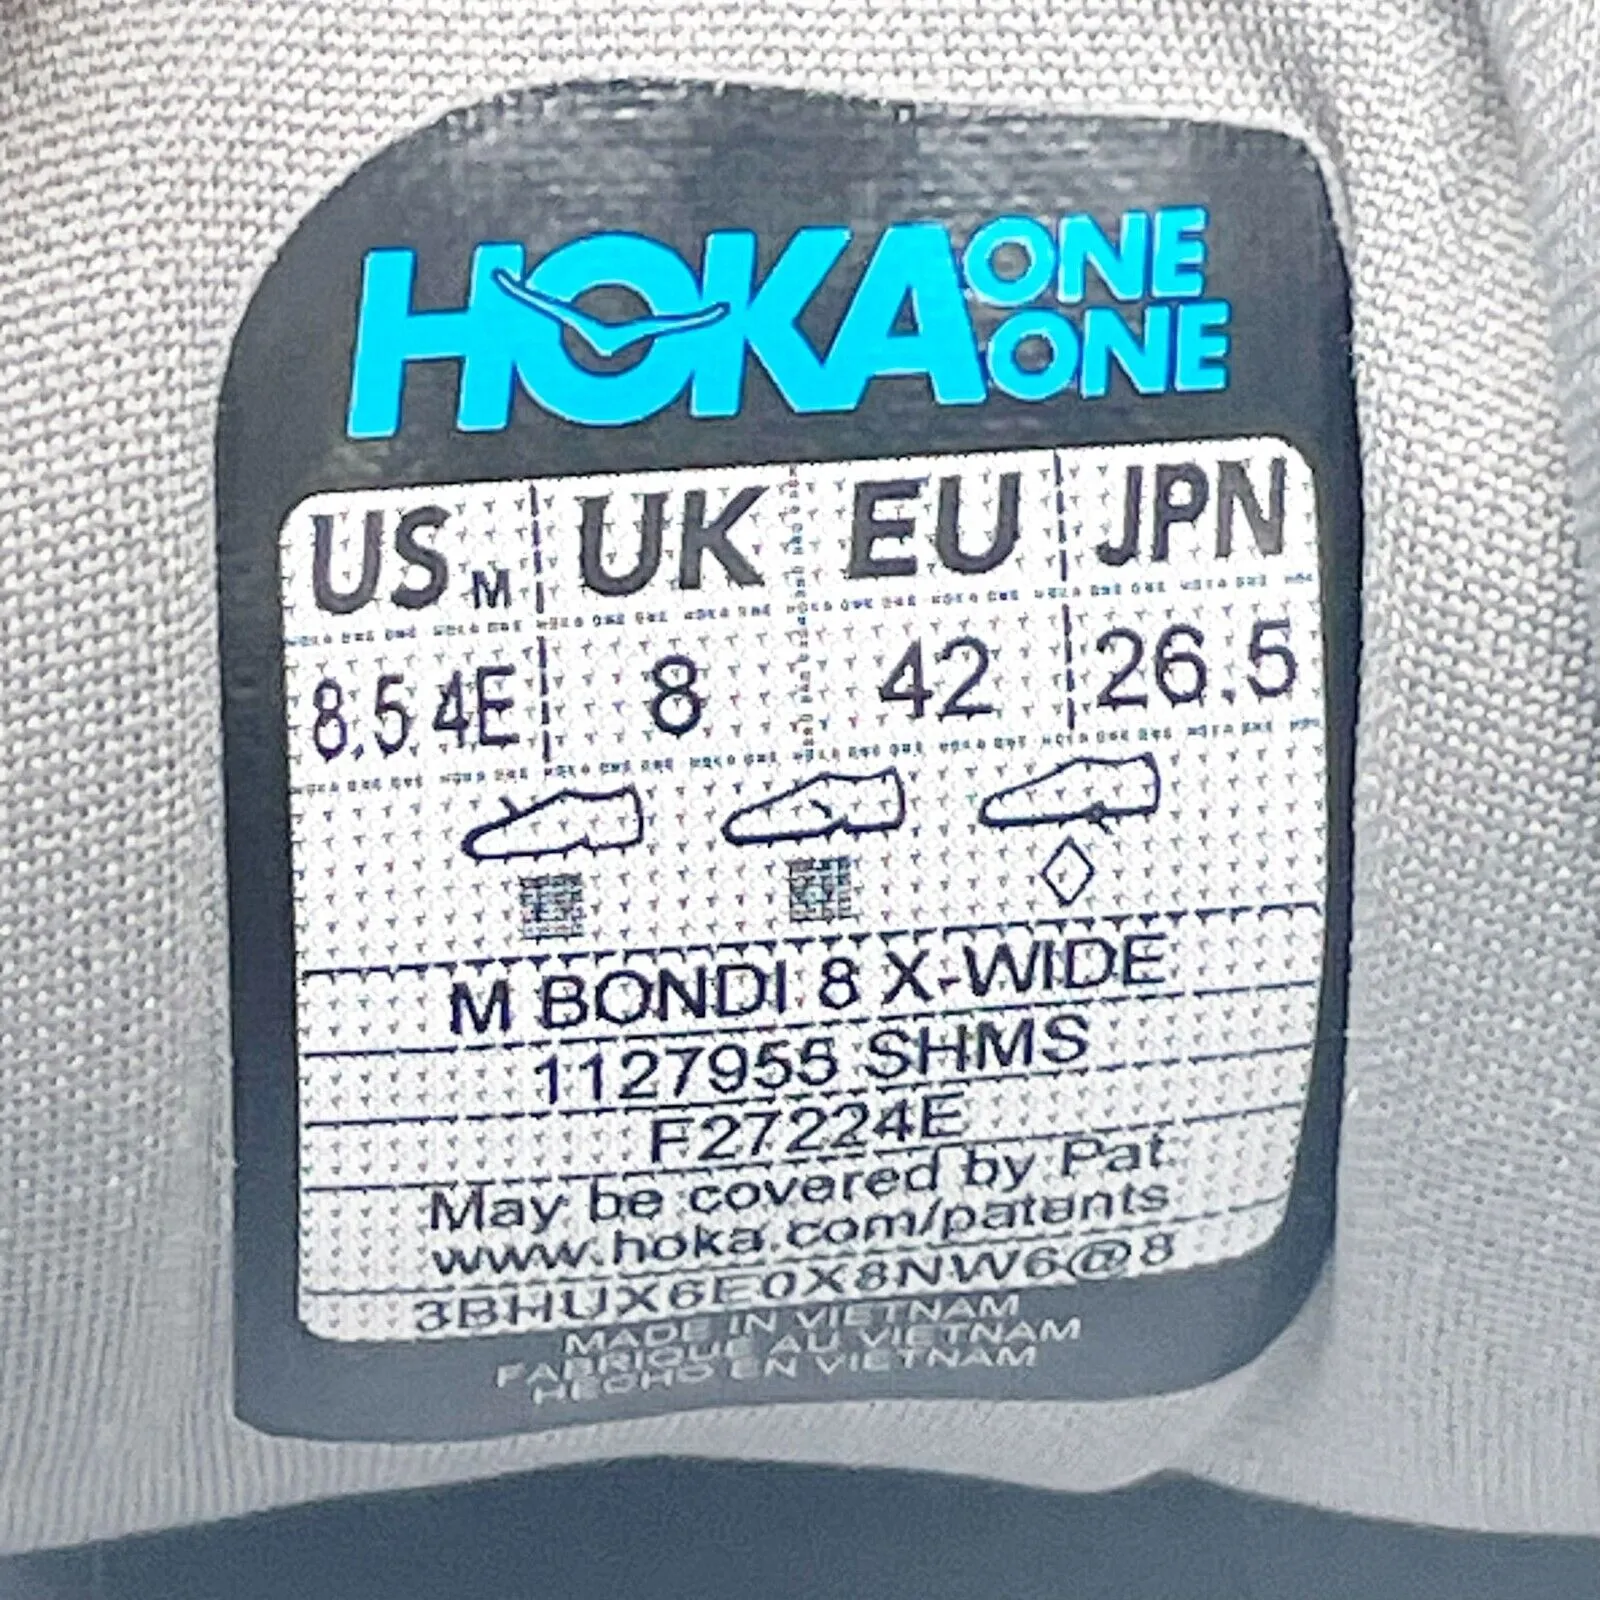 HOKA ONE ONE
US M UK EU JPN
8.5 4E 8 42 26.5
M BONDI 8 X-WIDE
1127955 SHMS
F27224E
May be covered by Pat.
www.hoka.com/patents
3BHUX6E0X8NW6@8
MADE IN VIETNAM
FABRIQUE AU VIETNAM
HECHO EN VIETNAM